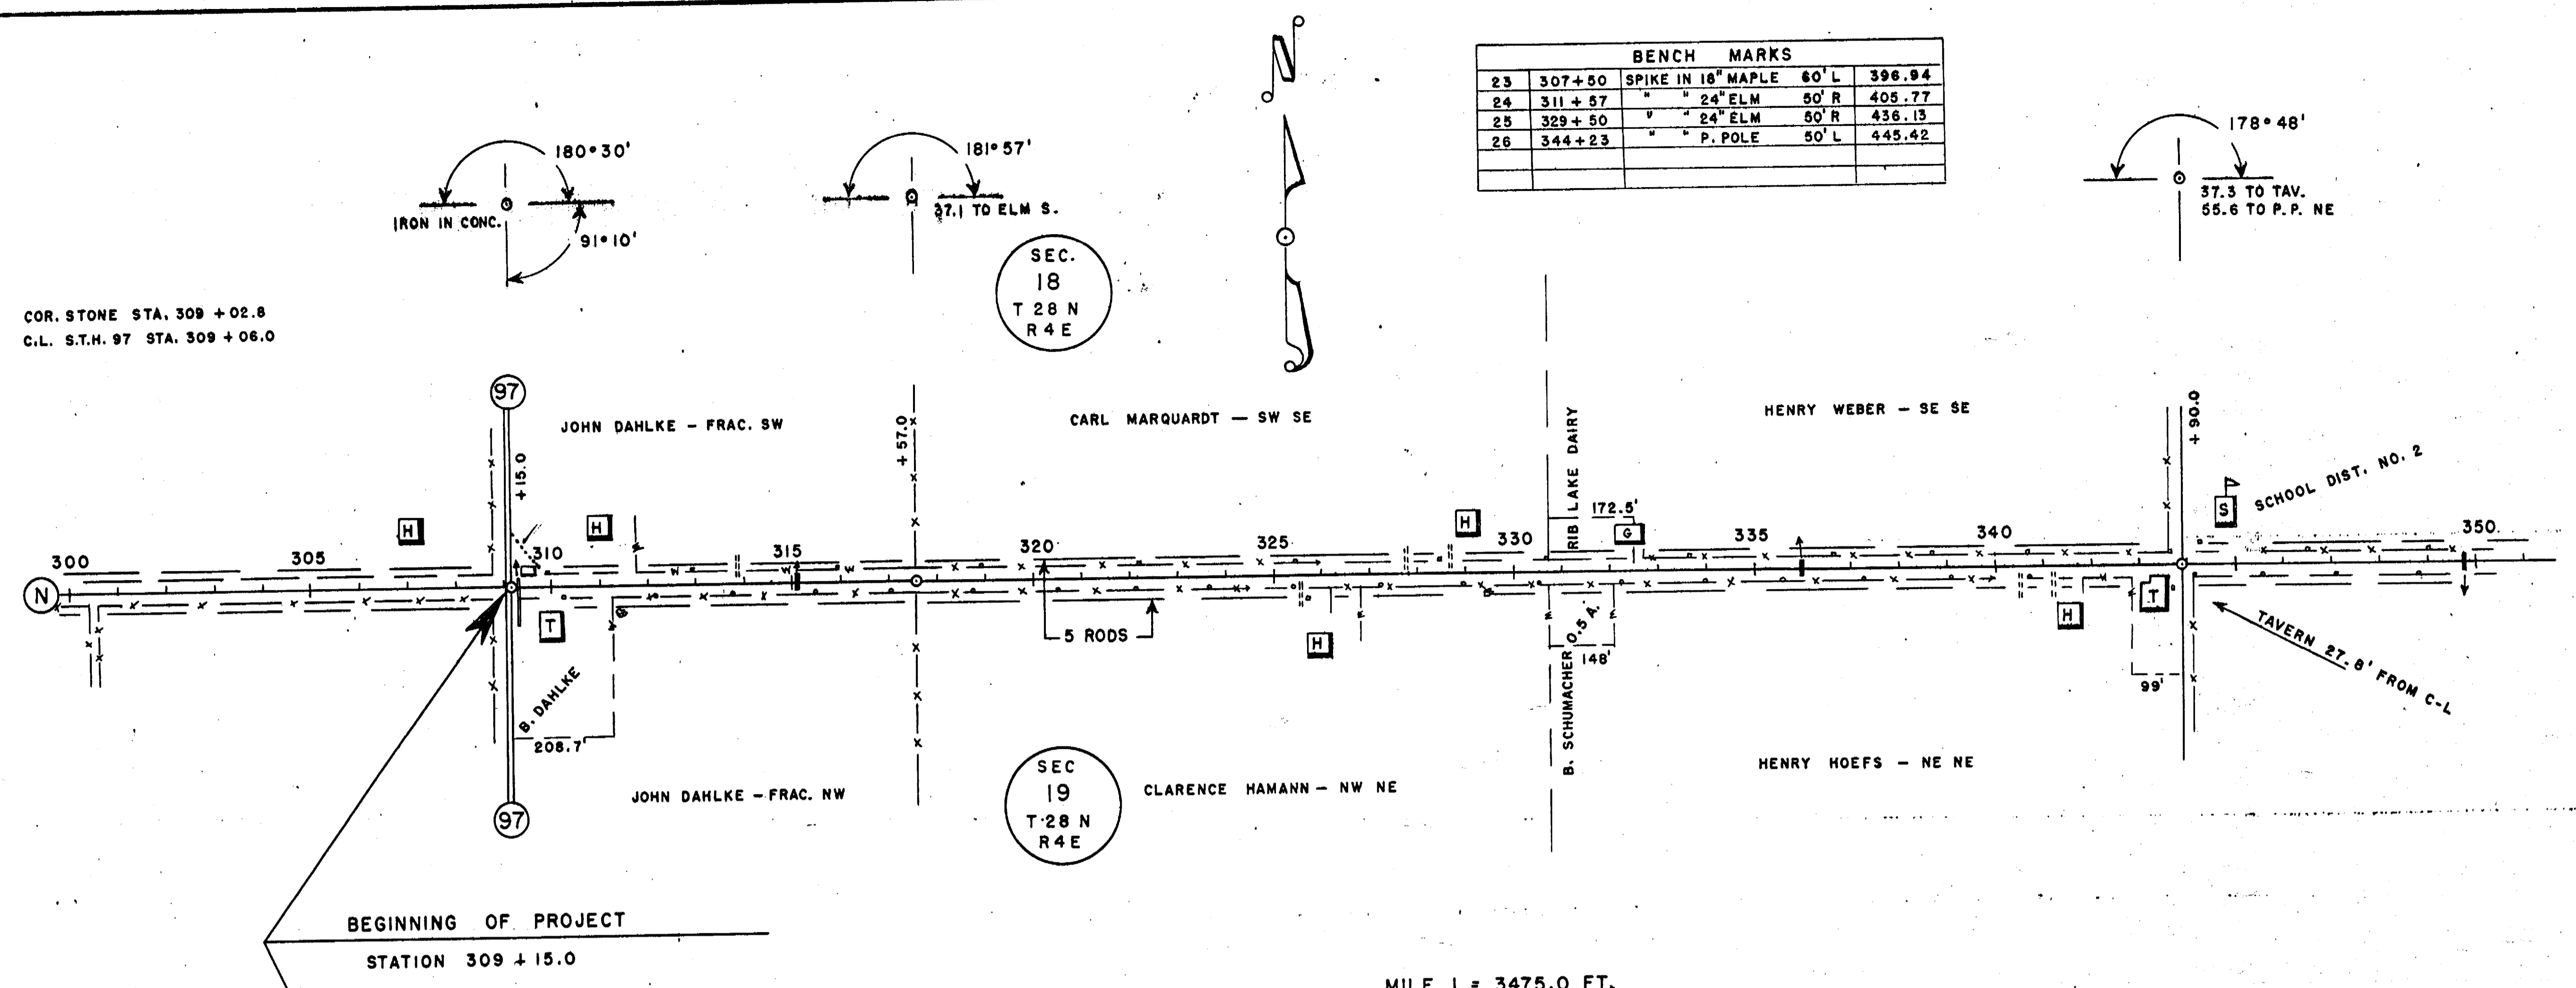 N
BENCH MARKS
23 307+50 SPIKE IN 18" MAPLE 60' L 396.94
24 311 + 57 " " 24" ELM 50' R 405.77
25 329 + 50 " " 24" ELM 50' R 436.13
26 344+23 " " P. POLE 50' L 445.42
180°30'
IRON IN CONC.
91°10'
181°57'
37.1 TO ELM S.
178°48'
37.3 TO TAV.
55.6 TO P.P. NE
SEC.
18
T 28 N
R 4 E
COR. STONE STA. 309 + 02.8
C.L. S.T.H. 97 STA. 309 + 06.0
97
JOHN DAHLKE - FRAC. SW
+ 57.0
CARL MARQUARDT - SW SE
RIB LAKE DAIRY
HENRY WEBER - SE SE
+ 90.0
+15.0
SCHOOL DIST. NO. 2
S
H
H
H
172.5'
G
300 305 310 315 320 325 330 335 340 350
N
T
5 RODS
H
0.5 A.
148'
H
T
TAVERN 27.8' FROM C-L
99'
B. DAHLKE
208.7'
B. SCHUMACHER
97
JOHN DAHLKE - FRAC. NW
SEC
19
T 28 N
R 4 E
CLARENCE HAMANN - NW NE
HENRY HOEFS - NE NE
BEGINNING OF PROJECT
STATION 309 + 15.0
MILE 1 = 3475.0 FT.